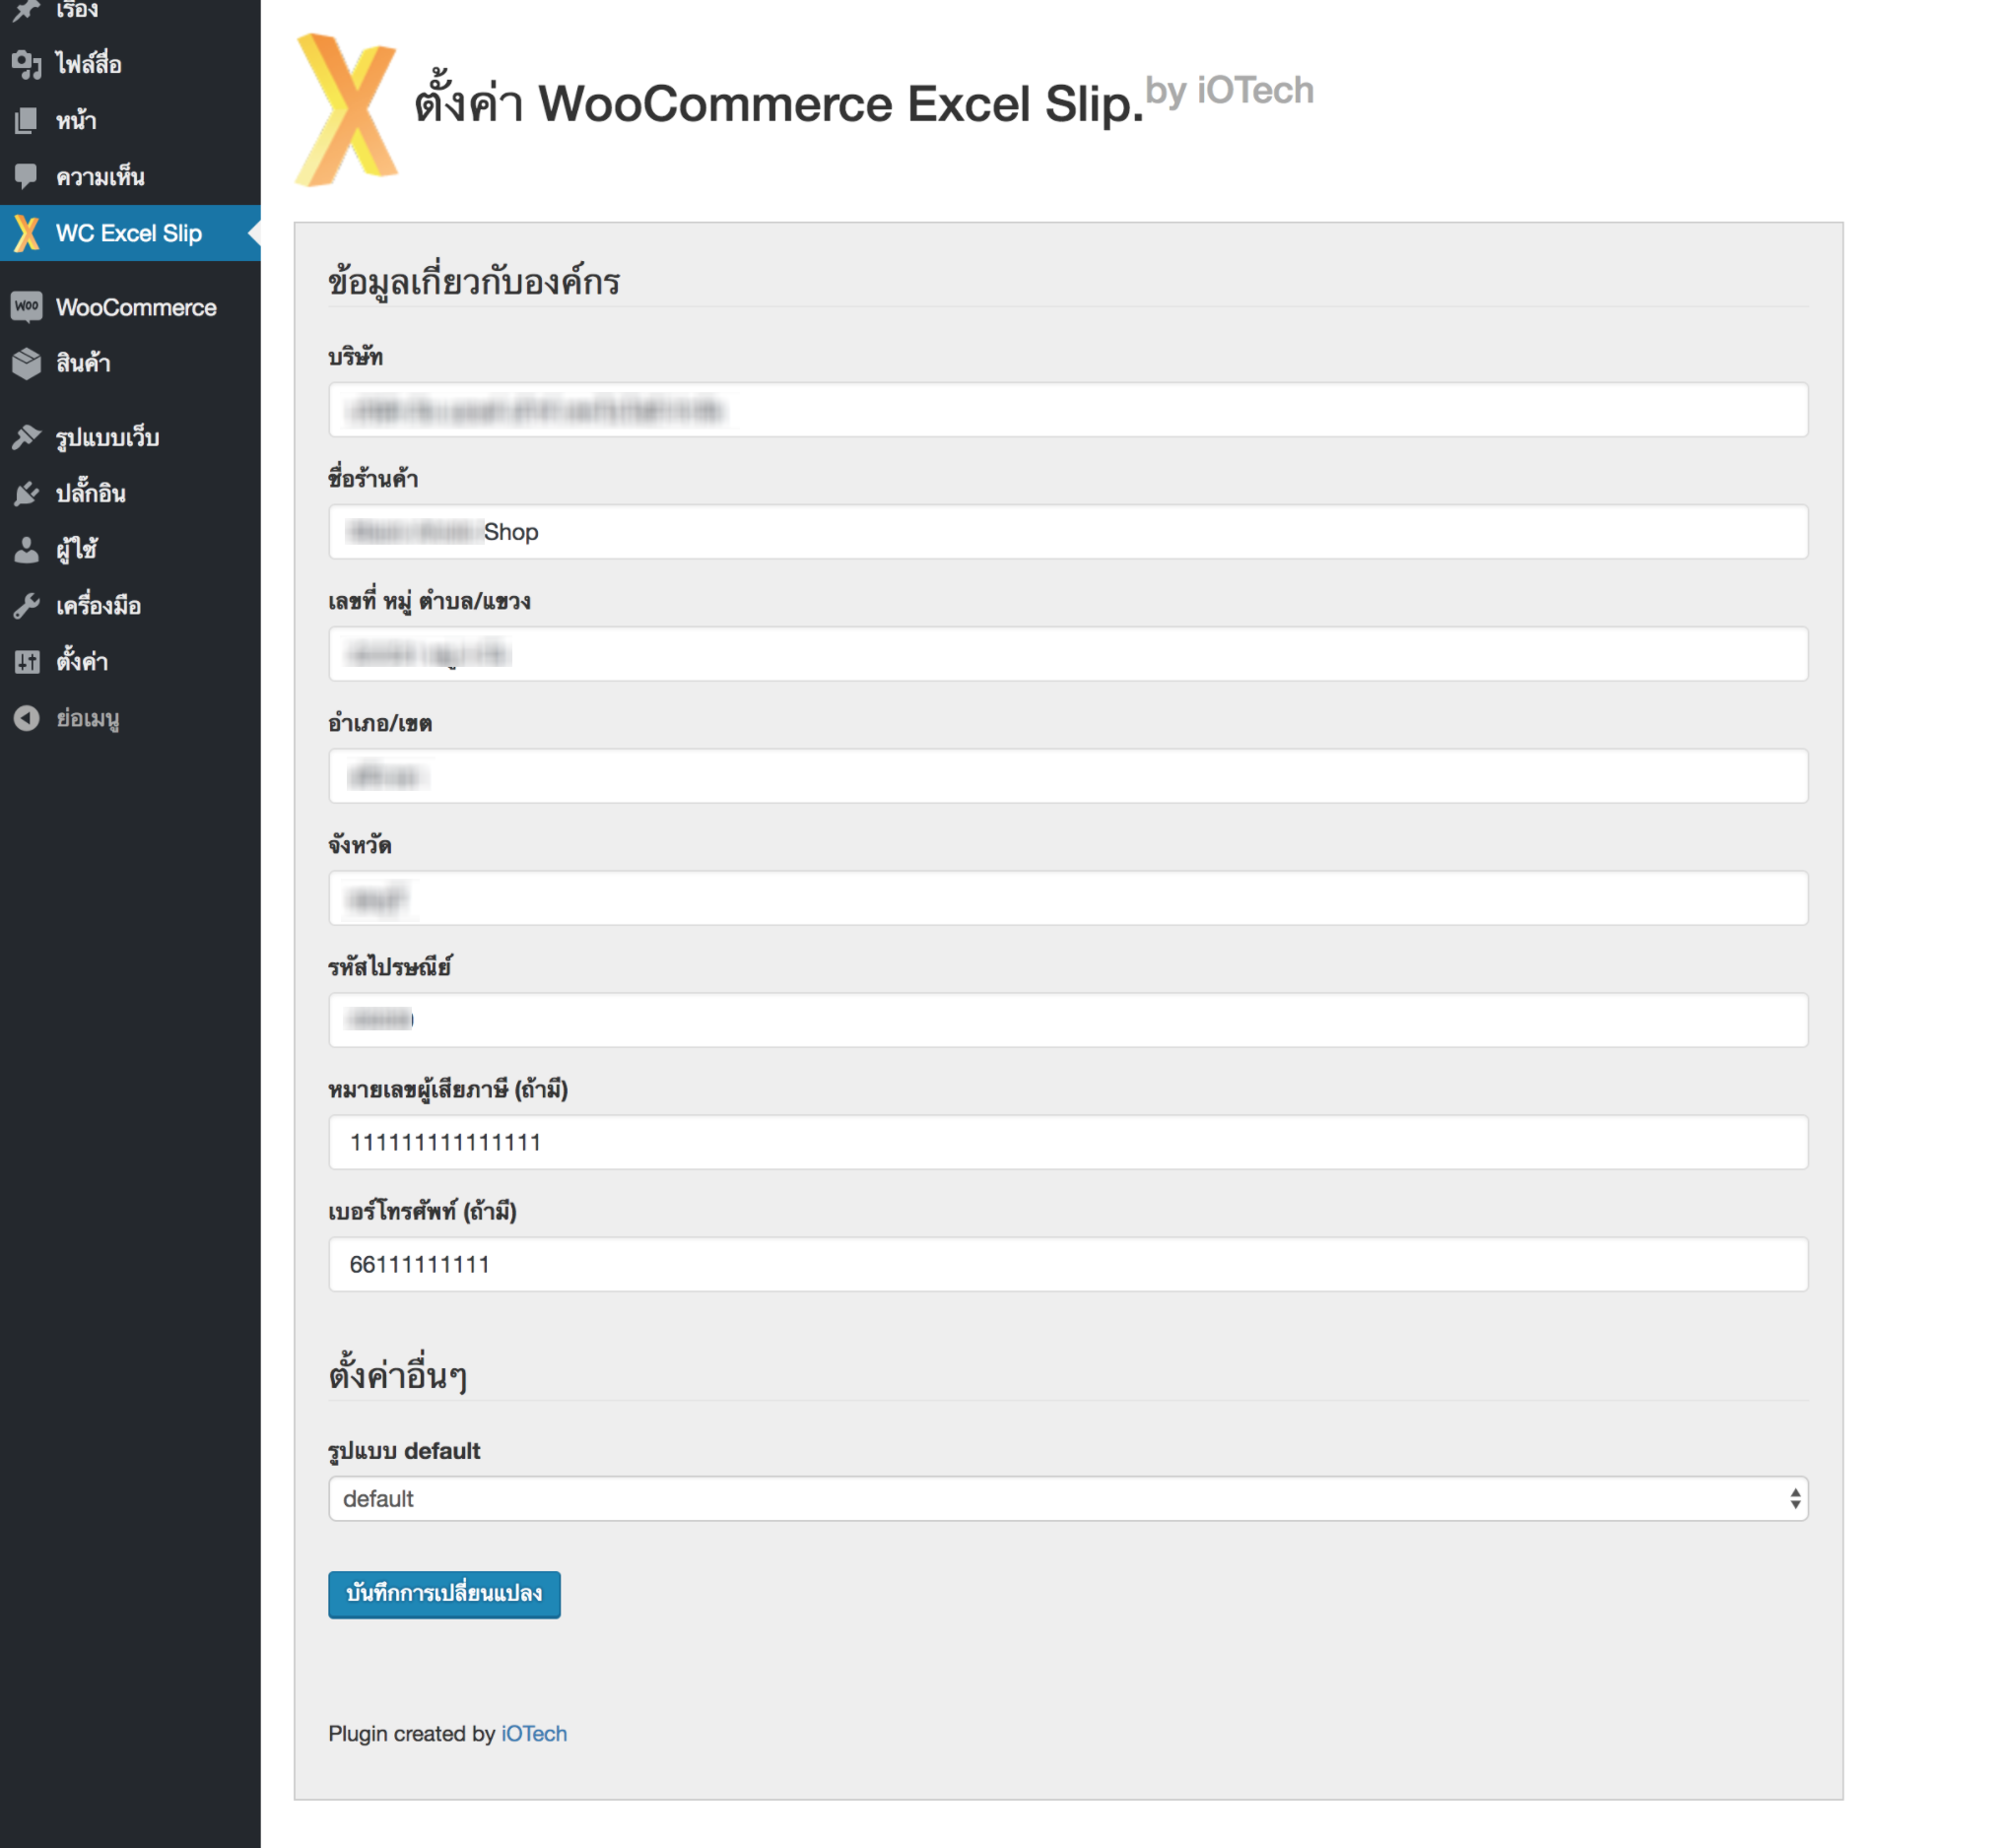 เรื่อง
ไฟล์สื่อ
หน้า
ความเห็น
WC Excel Slip
Woo WooCommerce
สินค้า
รูปแบบเว็บ
ปลั๊กอิน
ผู้ใช้
เครื่องมือ
ตั้งค่า
ย่อเมนู
ตั้งค่า WooCommerce Excel Slip. by iOTech
ข้อมูลเกี่ยวกับองค์กร
บริษัท
ชื่อร้านค้า
Shop
เลขที่ หมู่ ตำบล/แขวง
อำเภอ/เขต
จังหวัด
รหัสไปรษณีย์
หมายเลขผู้เสียภาษี (ถ้ามี)
111111111111111
เบอร์โทรศัพท์ (ถ้ามี)
66111111111
ตั้งค่าอื่นๆ
รูปแบบ default
default
บันทึกการเปลี่ยนแปลง
Plugin created by iOTech